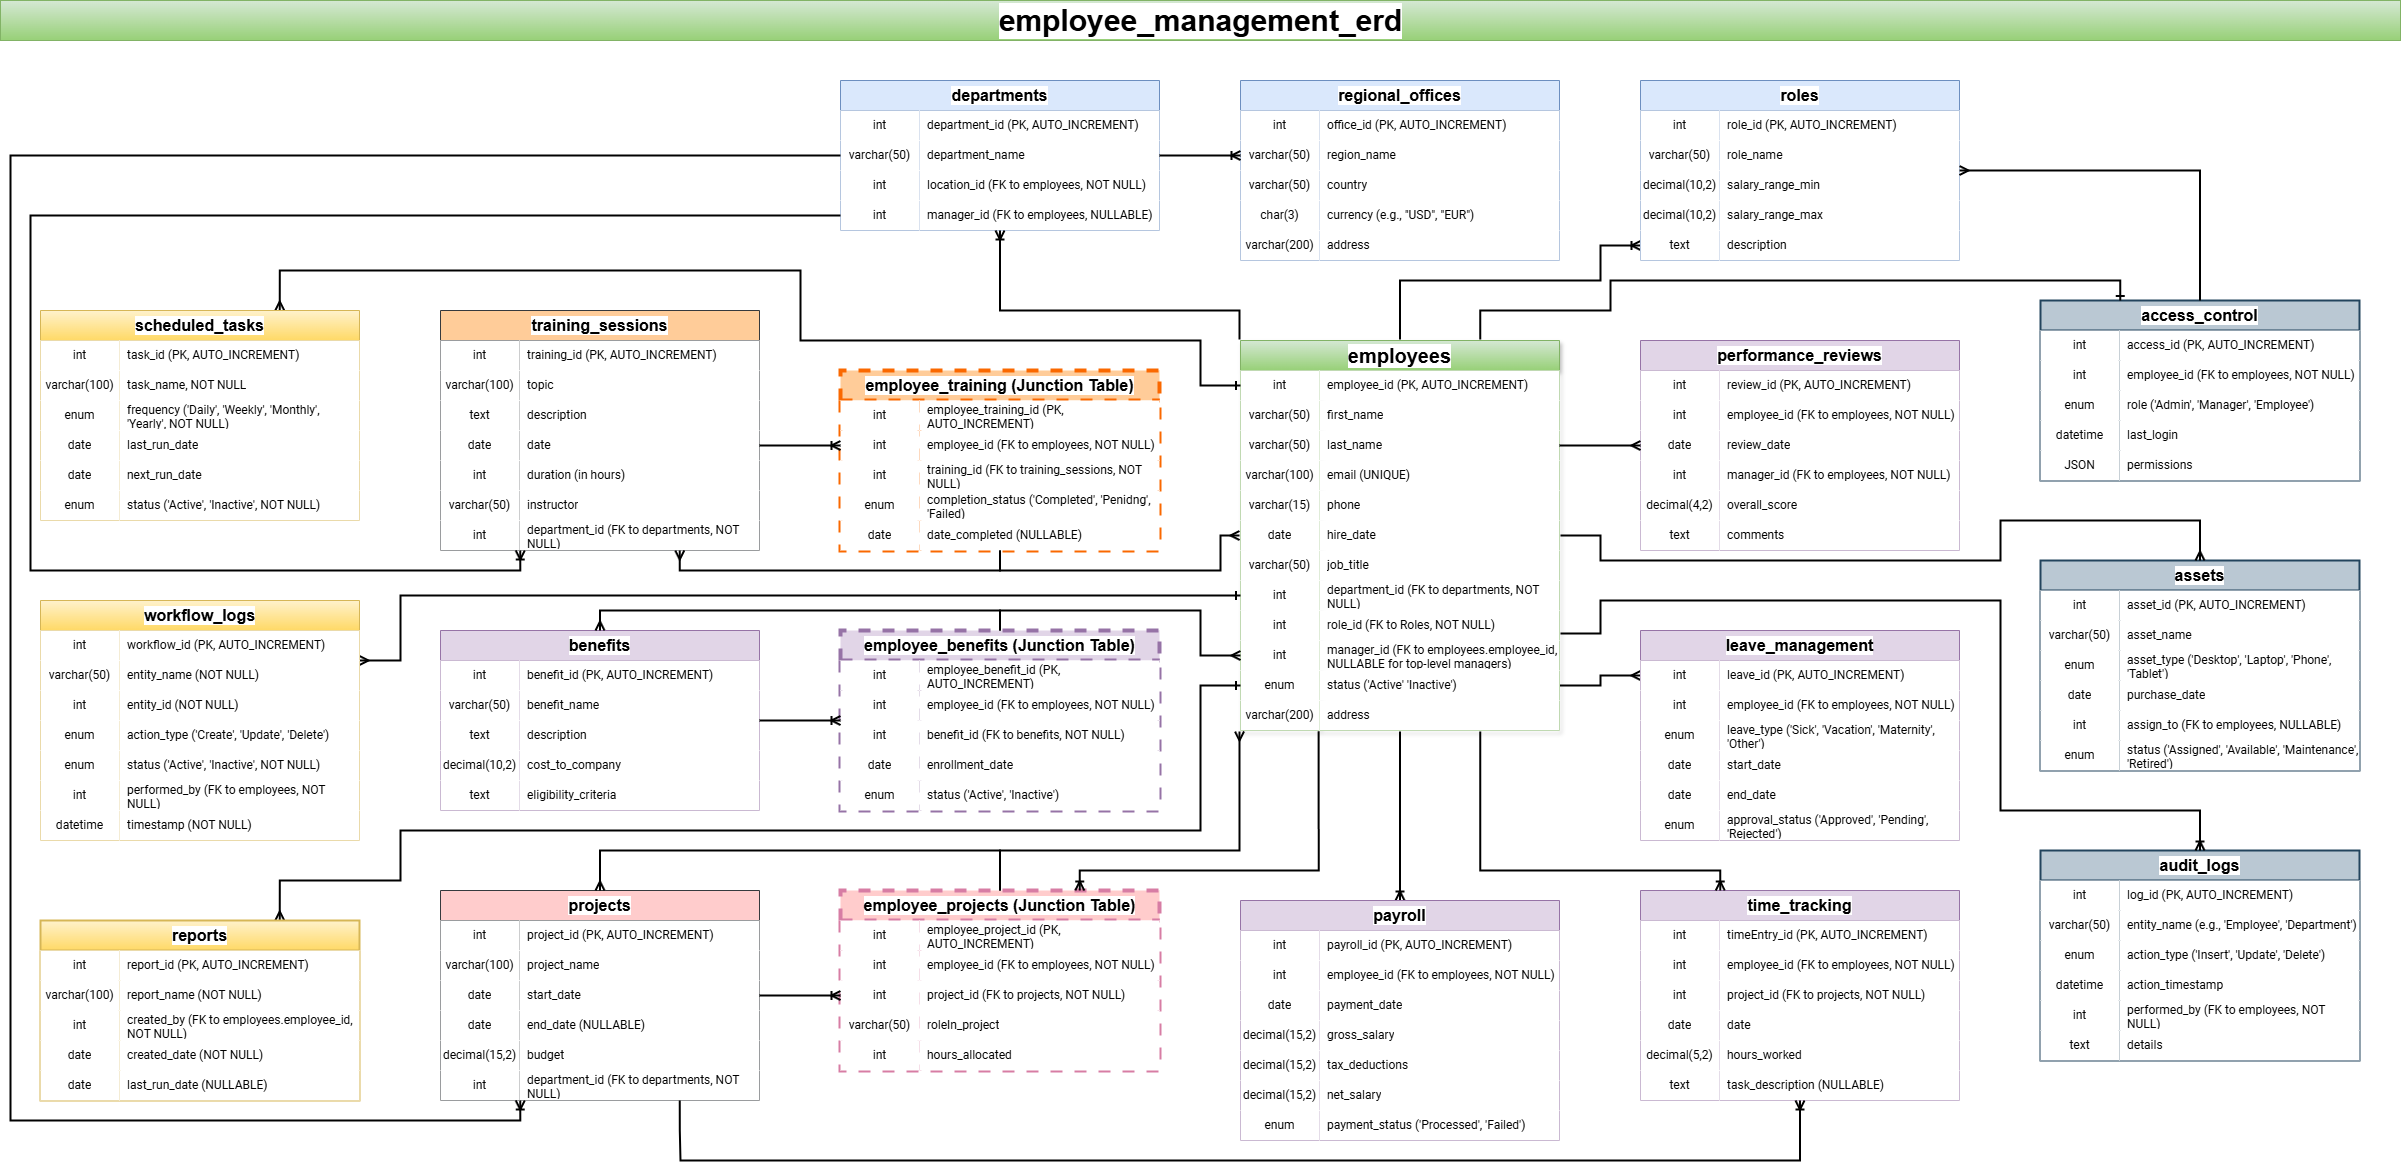 employee_management_erd
departments
int department_id (PK, AUTO_INCREMENT)
varchar(50) department_name
int location_id (FK to employees, NOT NULL)
int manager_id (FK to employees, NULLABLE)
regional_offices
int office_id (PK, AUTO_INCREMENT)
varchar(50) region_name
varchar(50) country
char(3) currency (e.g., "USD", "EUR")
varchar(200) address
roles
int role_id (PK, AUTO_INCREMENT)
varchar(50) role_name
decimal(10,2) salary_range_min
decimal(10,2) salary_range_max
text description
scheduled_tasks
int task_id (PK, AUTO_INCREMENT)
varchar(100) task_name, NOT NULL
enum frequency ('Daily', 'Weekly', 'Monthly',
'Yearly', NOT NULL)
date last_run_date
date next_run_date
enum status ('Active', 'Inactive', NOT NULL)
training_sessions
int training_id (PK, AUTO_INCREMENT)
varchar(100) topic
text description
date date
int duration (in hours)
varchar(50) instructor
int department_id (FK to departments, NOT
NULL)
employee_training (Junction Table)
int employee_training_id (PK,
AUTO_INCREMENT)
int employee_id (FK to employees, NOT NULL)
int training_id (FK to training_sessions, NOT
NULL)
enum completion_status ('Completed', 'Penidng',
'Failed)
date date_completed (NULLABLE)
employees
int employee_id (PK, AUTO_INCREMENT)
varchar(50) first_name
varchar(50) last_name
varchar(100) email (UNIQUE)
varchar(15) phone
date hire_date
varchar(50) job_title
int department_id (FK to departments, NOT
NULL)
int role_id (FK to Roles, NOT NULL)
int manager_id (FK to employees.employee_id,
NULLABLE for top-level managers)
enum status ('Active' 'Inactive')
varchar(200) address
performance_reviews
int review_id (PK, AUTO_INCREMENT)
int employee_id (FK to employees, NOT NULL)
date review_date
int manager_id (FK to employees, NOT NULL)
decimal(4,2) overall_score
text comments
access_control
int access_id (PK, AUTO_INCREMENT)
int employee_id (FK to employees, NOT NULL)
enum role ('Admin', 'Manager', 'Employee')
datetime last_login
JSON permissions
assets
int asset_id (PK, AUTO_INCREMENT)
varchar(50) asset_name
enum asset_type ('Desktop', 'Laptop', 'Phone',
'Tablet')
date purchase_date
int assign_to (FK to employees, NULLABLE)
enum status ('Assigned', 'Available', 'Maintenance',
'Retired')
workflow_logs
int workflow_id (PK, AUTO_INCREMENT)
varchar(50) entity_name (NOT NULL)
int entity_id (NOT NULL)
enum action_type ('Create', 'Update', 'Delete')
enum status ('Active', 'Inactive', NOT NULL)
int performed_by (FK to employees, NOT
NULL)
datetime timestamp (NOT NULL)
benefits
int benefit_id (PK, AUTO_INCREMENT)
varchar(50) benefit_name
text description
decimal(10,2) cost_to_company
text eligibility_criteria
employee_benefits (Junction Table)
int employee_benefit_id (PK,
AUTO_INCREMENT)
int employee_id (FK to employees, NOT NULL)
int benefit_id (FK to benefits, NOT NULL)
date enrollment_date
enum status ('Active', 'Inactive')
leave_management
int leave_id (PK, AUTO_INCREMENT)
int employee_id (FK to employees, NOT NULL)
enum leave_type ('Sick', 'Vacation', 'Maternity',
'Other')
date start_date
date end_date
enum approval_status ('Approved', 'Pending',
'Rejected')
audit_logs
int log_id (PK, AUTO_INCREMENT)
varchar(50) entity_name (e.g., 'Employee', 'Department')
enum action_type ('Insert', 'Update', 'Delete')
datetime action_timestamp
int performed_by (FK to employees, NOT
NULL)
text details
reports
int report_id (PK, AUTO_INCREMENT)
varchar(100) report_name (NOT NULL)
int created_by (FK to employees.employee_id,
NOT NULL)
date created_date (NOT NULL)
date last_run_date (NULLABLE)
projects
int project_id (PK, AUTO_INCREMENT)
varchar(100) project_name
date start_date
date end_date (NULLABLE)
decimal(15,2) budget
int department_id (FK to departments, NOT
NULL)
employee_projects (Junction Table)
int employee_project_id (PK,
AUTO_INCREMENT)
int employee_id (FK to employees, NOT NULL)
int project_id (FK to projects, NOT NULL)
varchar(50) roleIn_project
int hours_allocated
payroll
int payroll_id (PK, AUTO_INCREMENT)
int employee_id (FK to employees, NOT NULL)
date payment_date
decimal(15,2) gross_salary
decimal(15,2) tax_deductions
decimal(15,2) net_salary
enum payment_status ('Processed', 'Failed')
time_tracking
int timeEntry_id (PK, AUTO_INCREMENT)
int employee_id (FK to employees, NOT NULL)
int project_id (FK to projects, NOT NULL)
date date
decimal(5,2) hours_worked
text task_description (NULLABLE)